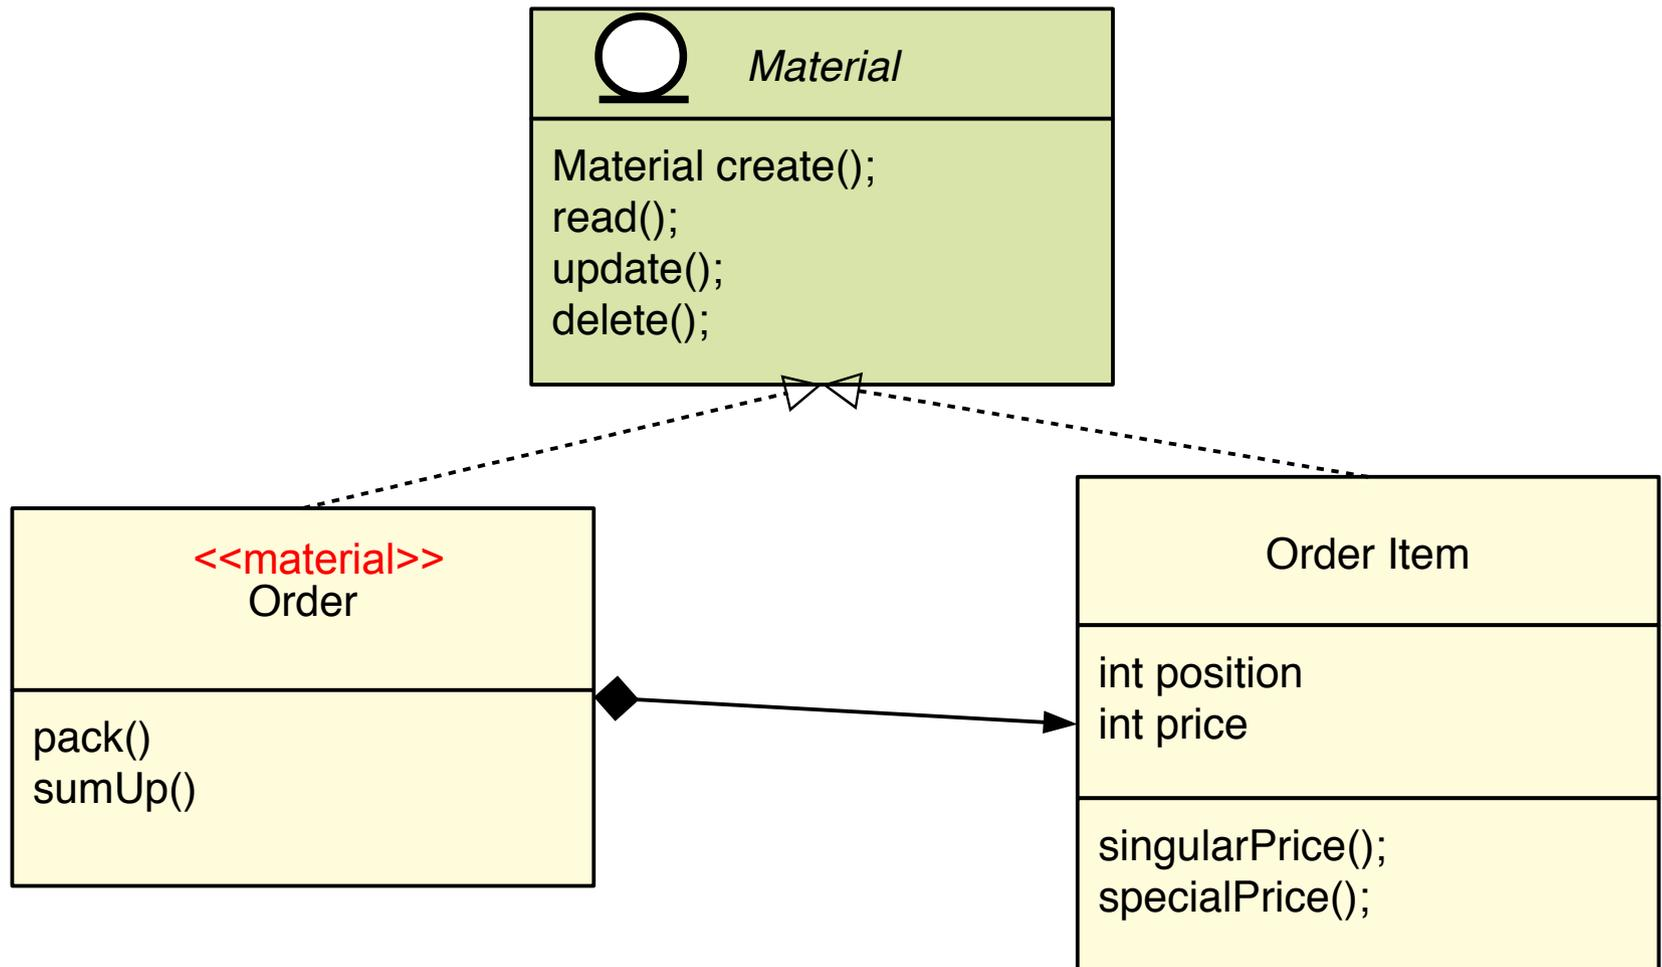 Material
Material create();
read();
update();
delete();
<<material>>
Order
pack()
sumUp()
Order Item
int position
int price
singularPrice();
specialPrice();